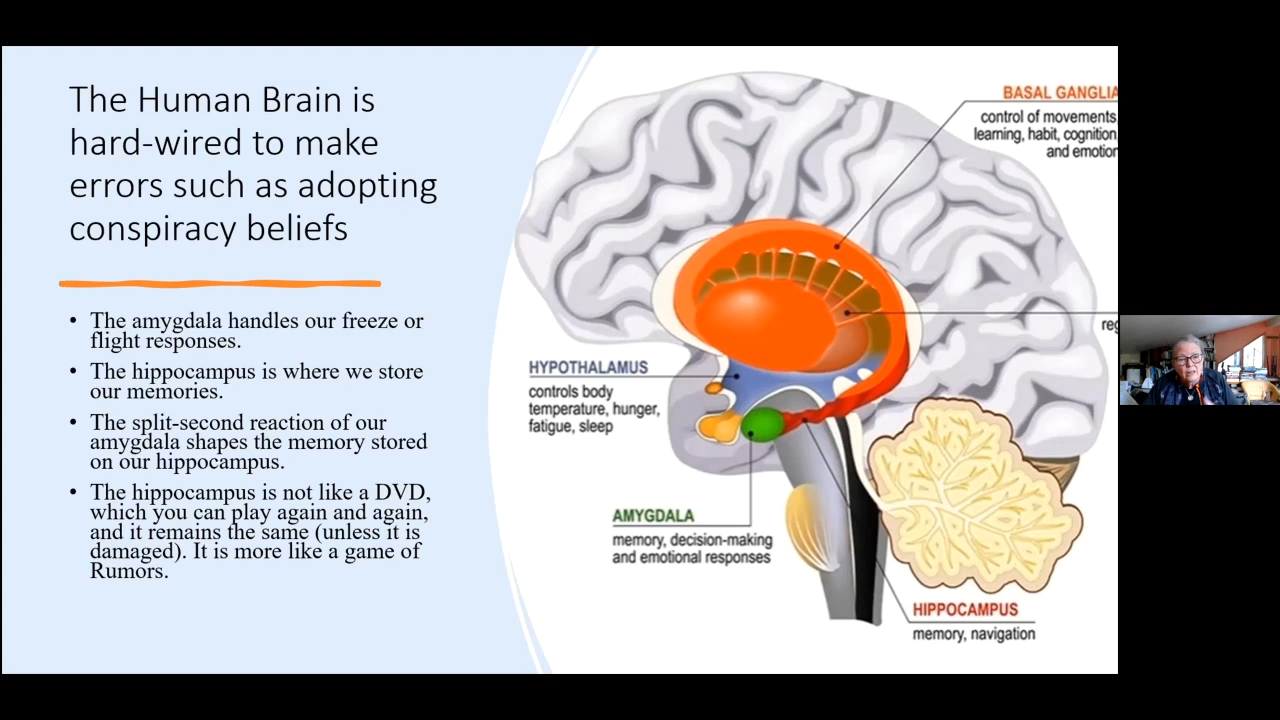 The Human Brain is
hard-wired to make
errors such as adopting
conspiracy beliefs
• The amygdala handles our freeze or
flight responses.
• The hippocampus is where we store
our memories.
• The split-second reaction of our
amygdala shapes the memory stored
on our hippocampus.
• The hippocampus is not like a DVD,
which you can play again and again,
and it remains the same (unless it is
damaged). It is more like a game of
Rumors.
BASAL GANGLIA
control of movements,
learning, habit, cognition,
and emotion
reg
HYPOTHALAMUS
controls body
temperature, hunger,
fatigue, sleep
AMYGDALA
memory, decision-making
and emotional responses
HIPPOCAMPUS
memory, navigation